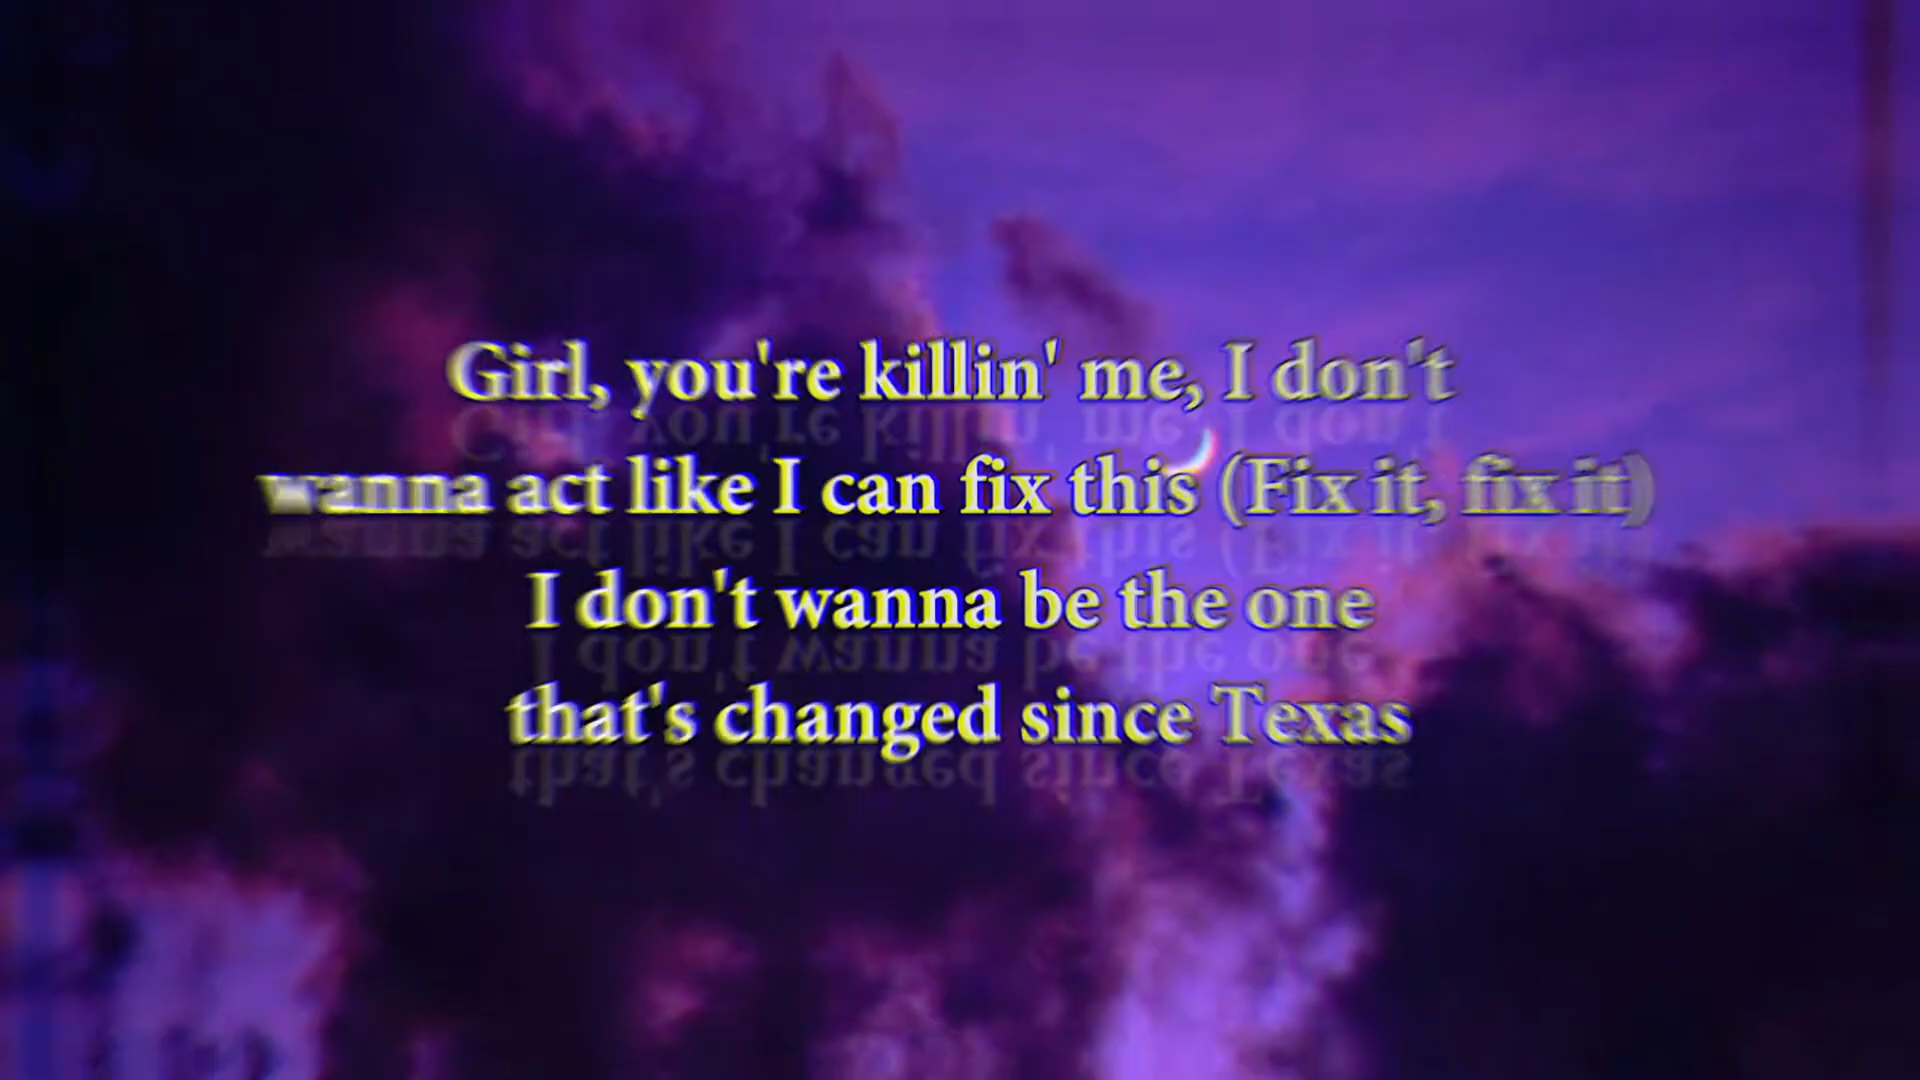 Girl, you're killin' me, I don't
wanna act like I can fix this (Fix it, fix it)
I don't wanna be the one
that's changed since Texas